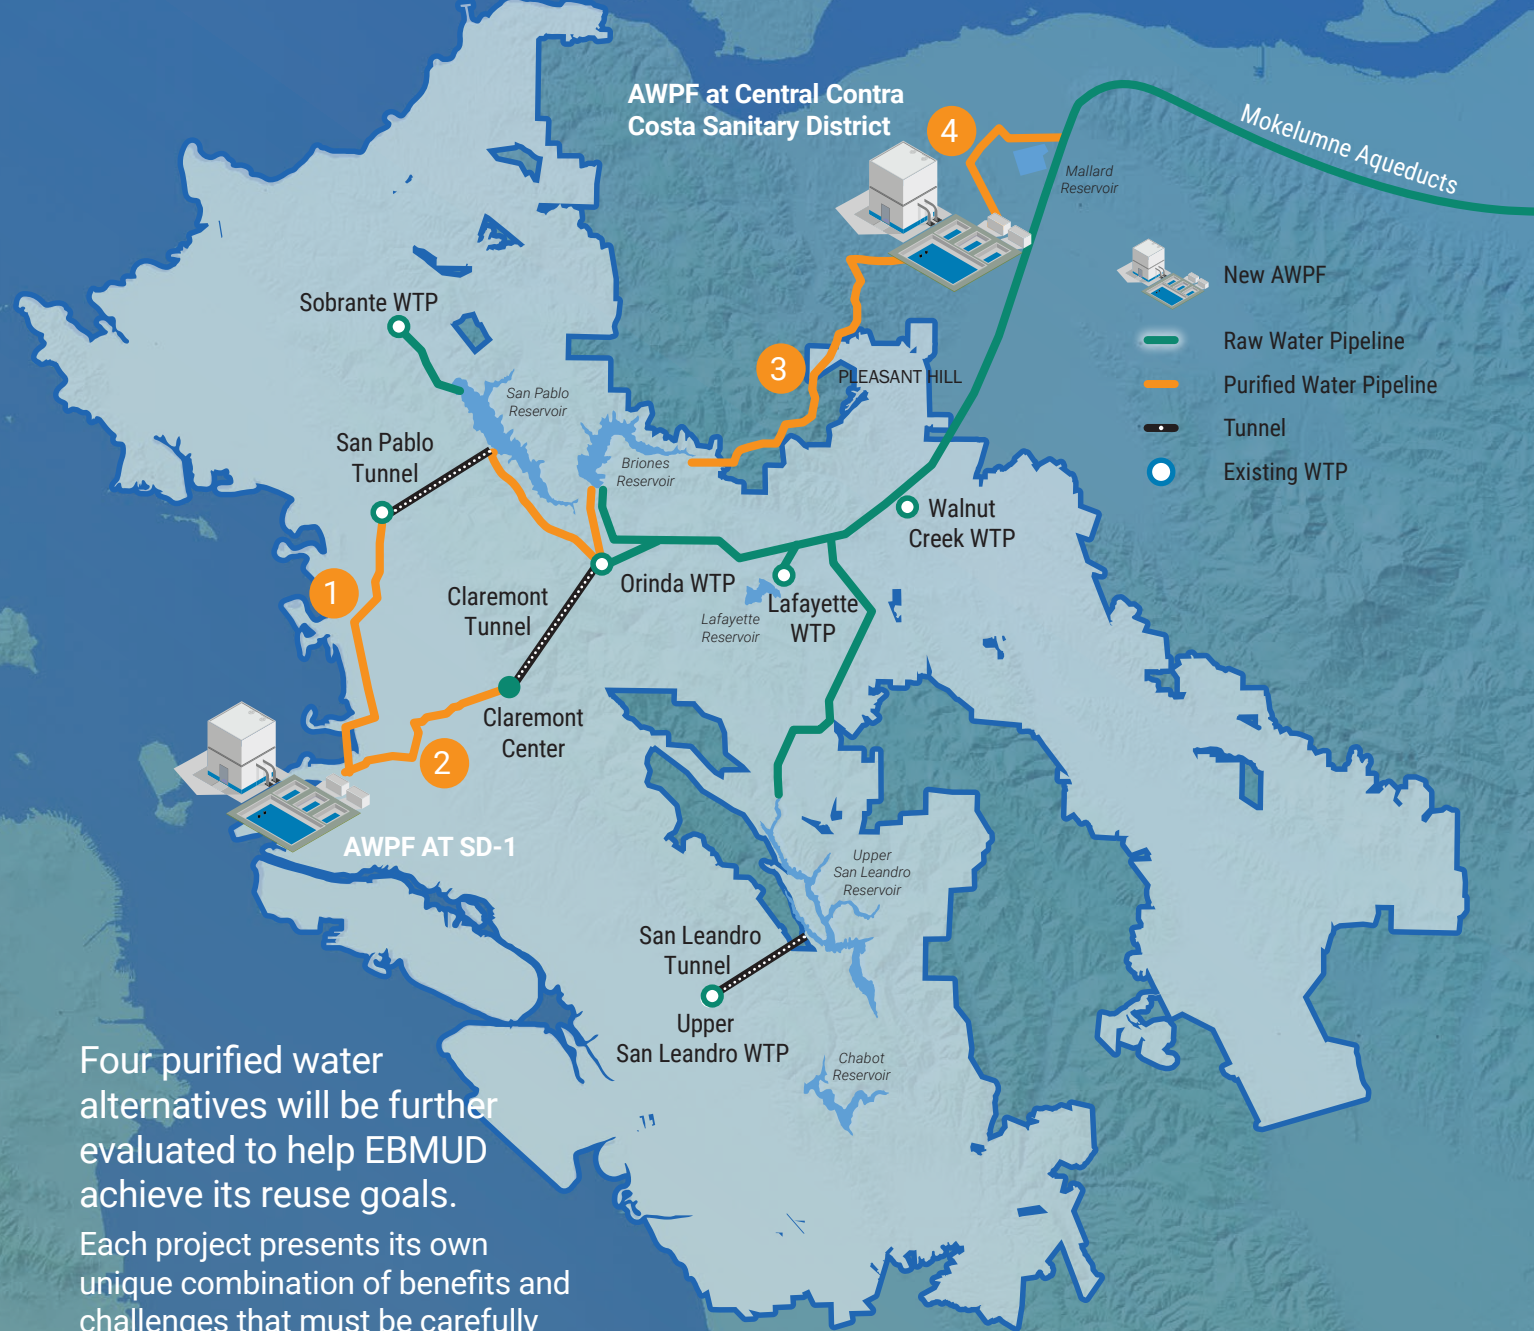 AWPF at Central Contra
Costa Sanitary District
4
Mokelumne Aqueducts
Mallard
Reservoir
New AWPF
Raw Water Pipeline
Purified Water Pipeline
Tunnel
Existing WTP
Sobrante WTP
3
PLEASANT HILL
San Pablo
Reservoir
San Pablo
Tunnel
Briones
Reservoir
Walnut
Creek WTP
1
Orinda WTP
Claremont
Tunnel
Lafayette
WTP
Lafayette
Reservoir
Claremont
Center
2
AWPF AT SD-1
Upper
San Leandro
Reservoir
San Leandro
Tunnel
Upper
San Leandro WTP
Chabot
Reservoir
Four purified water
alternatives will be further
evaluated to help EBMUD
achieve its reuse goals.
Each project presents its own
unique combination of benefits and
challenges that must be carefully